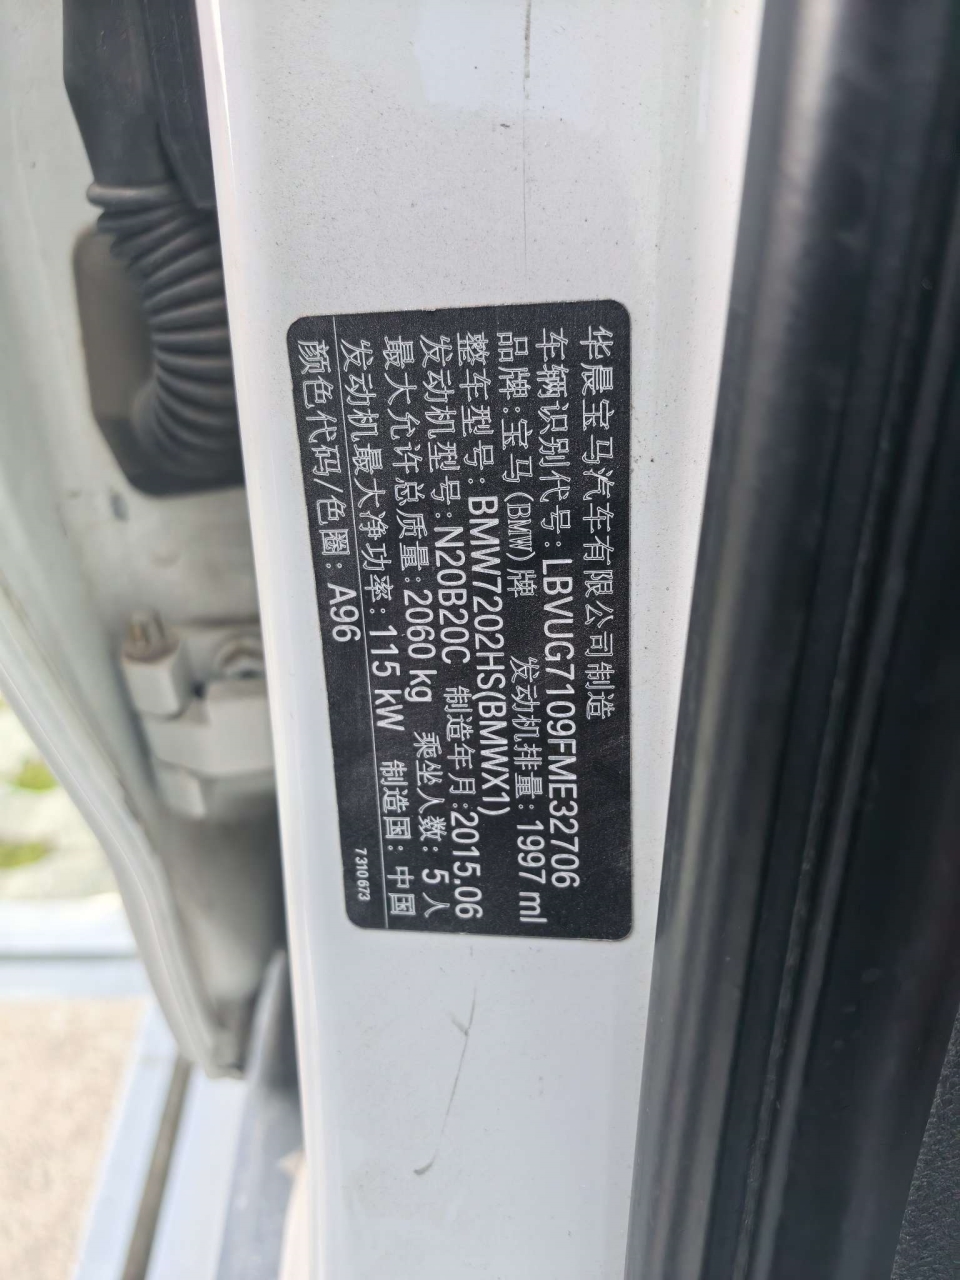 华晨宝马汽车有限公司制造
车辆识别代号:LBVUG7109FME32706
品牌:宝马(BMW)牌 发动机排量:1997 ml
整车型号:BMW7202HS(BMWX1)
发动机型号:N20B20C 制造年月:2015.06
最大允许总质量:2060 kg 乘坐人数:5人
发动机最大净功率:115 kW 制造国:中国
颜色代码/色圈:A96
7 310 673